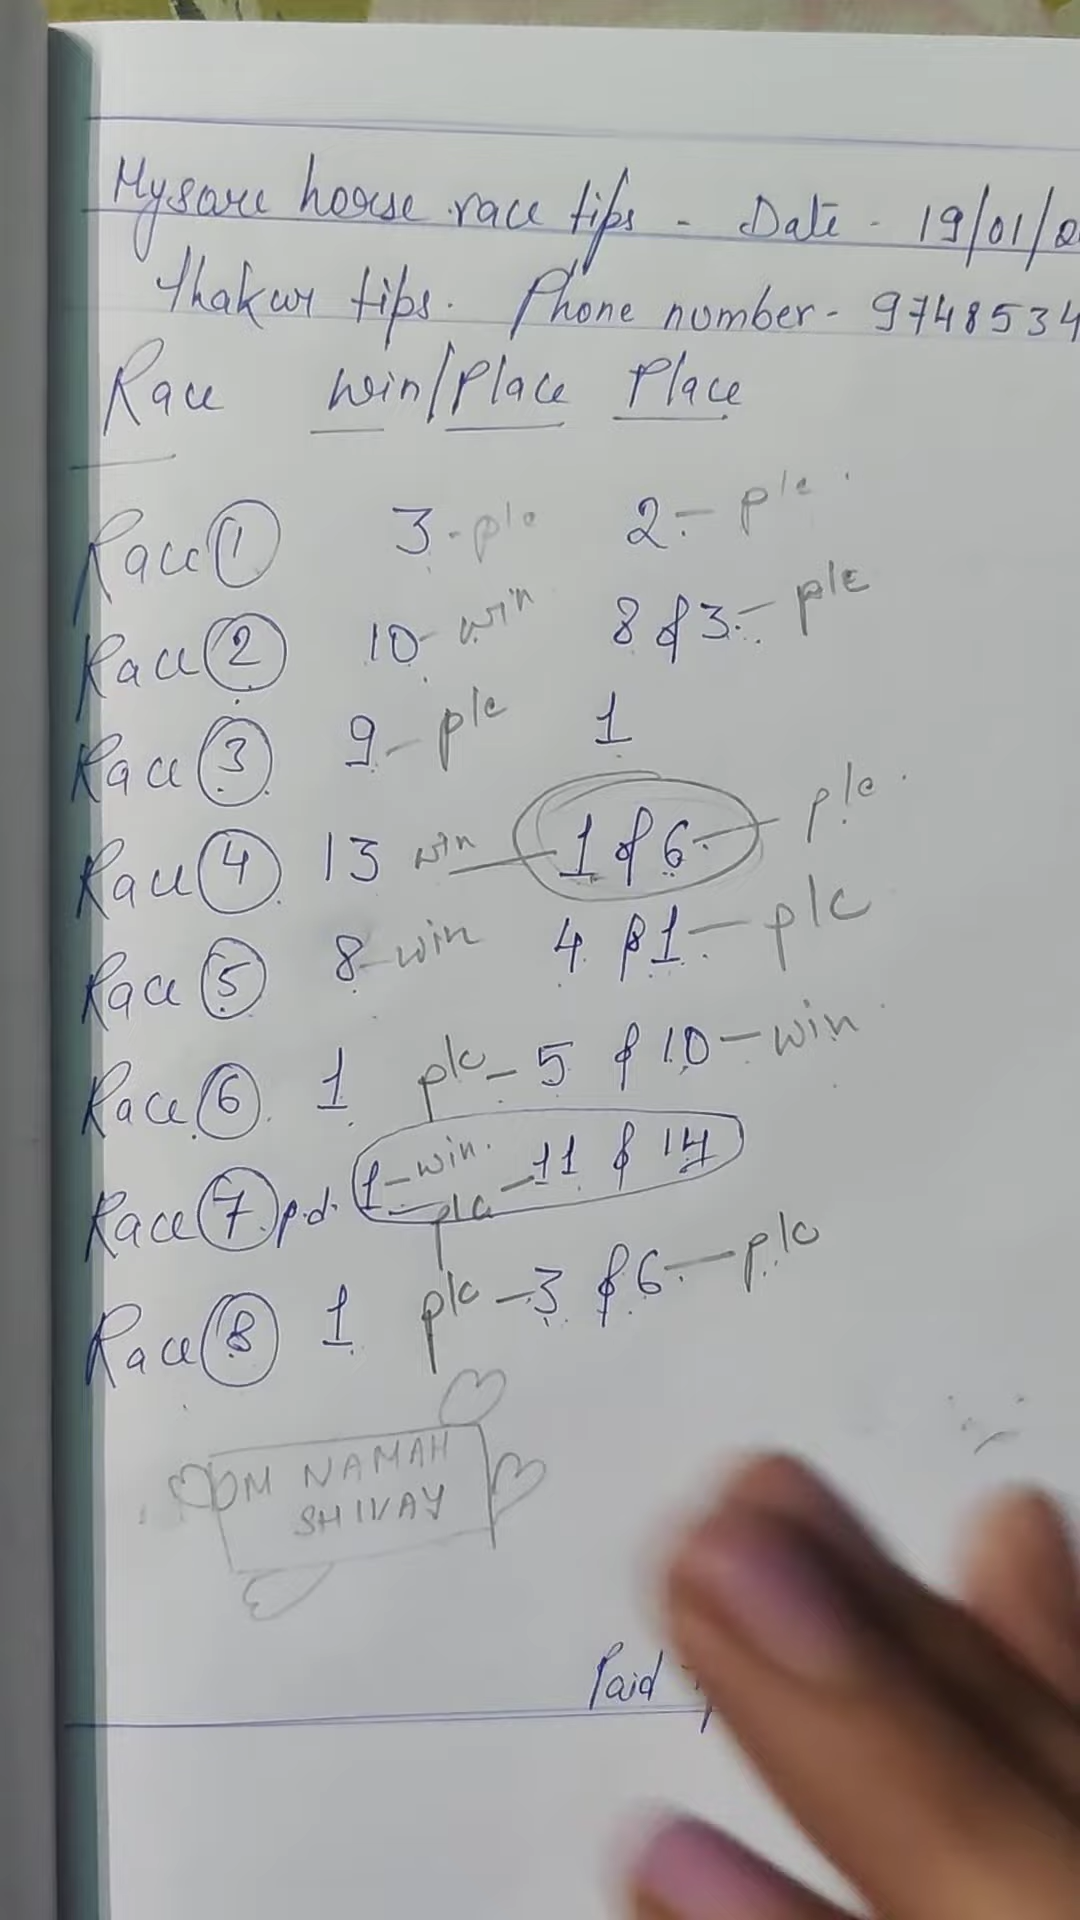 Mysore horse race tips - Date - 19/01/2
Thakur tips. Phone number - 9748534
Race Win/Place Place
Race 1 3 - plc 2 - plc
Race 2 10 - win 8 & 3 - plc
Race 3 9 - plc 1
Race 4 13 win 1 & 6 - plc
Race 5 8 - win 4 & 1 - plc
Race 6 1 plc - 5 & 10 - win
Race 7 p.d. 1 - win. plc - 11 & 14
Race 8 1 plc - 3 & 6 - plc
OM NAMAH
SHIVAY
Paid